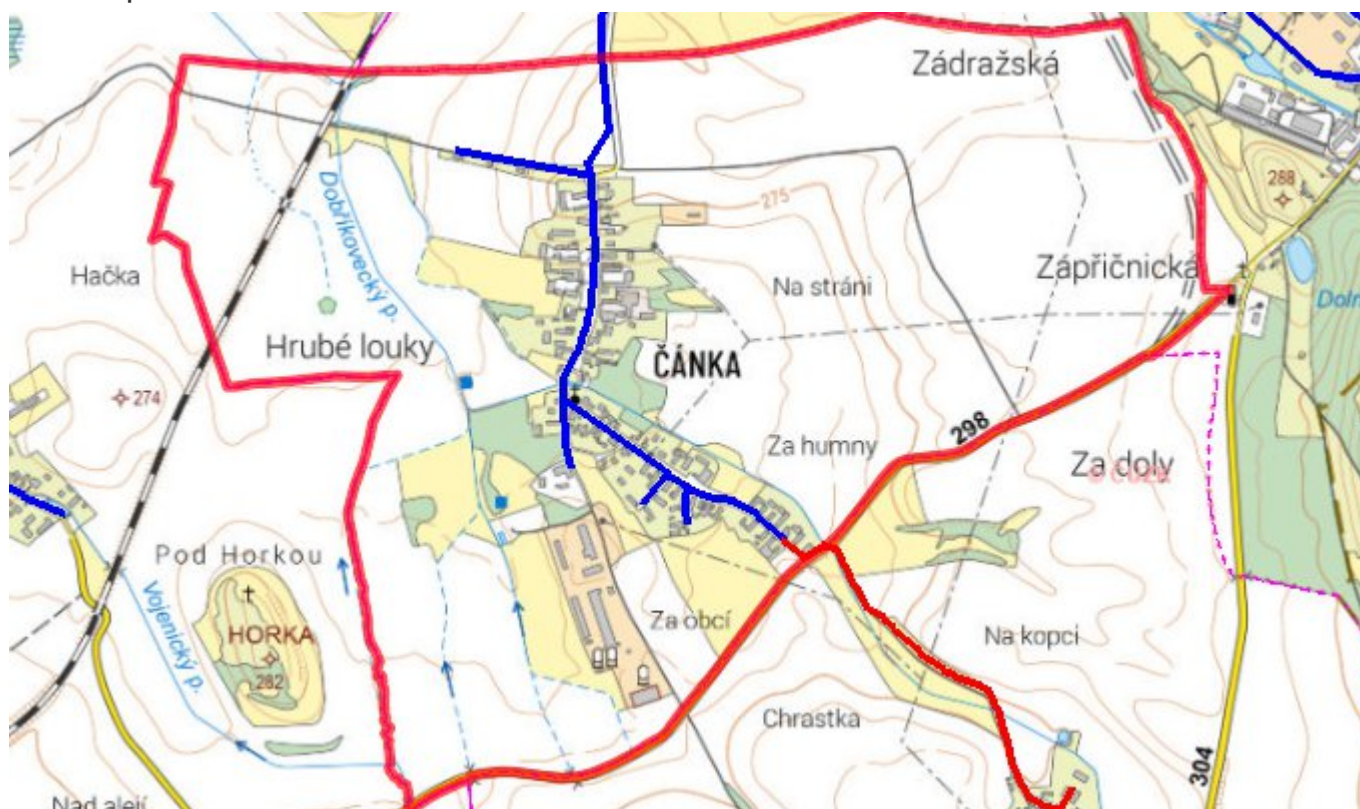 Zádražská
288
Dobříkovecký p.
275
Hačka
Na stráni
Zápřičnická
Hrubé louky
ČÁNKA
274
298
Za humny
Za doly
Pod Horkou
Vojenický p.
HORKA
282
Za obcí
Na kopci
Chrastka
304
Nad alejí